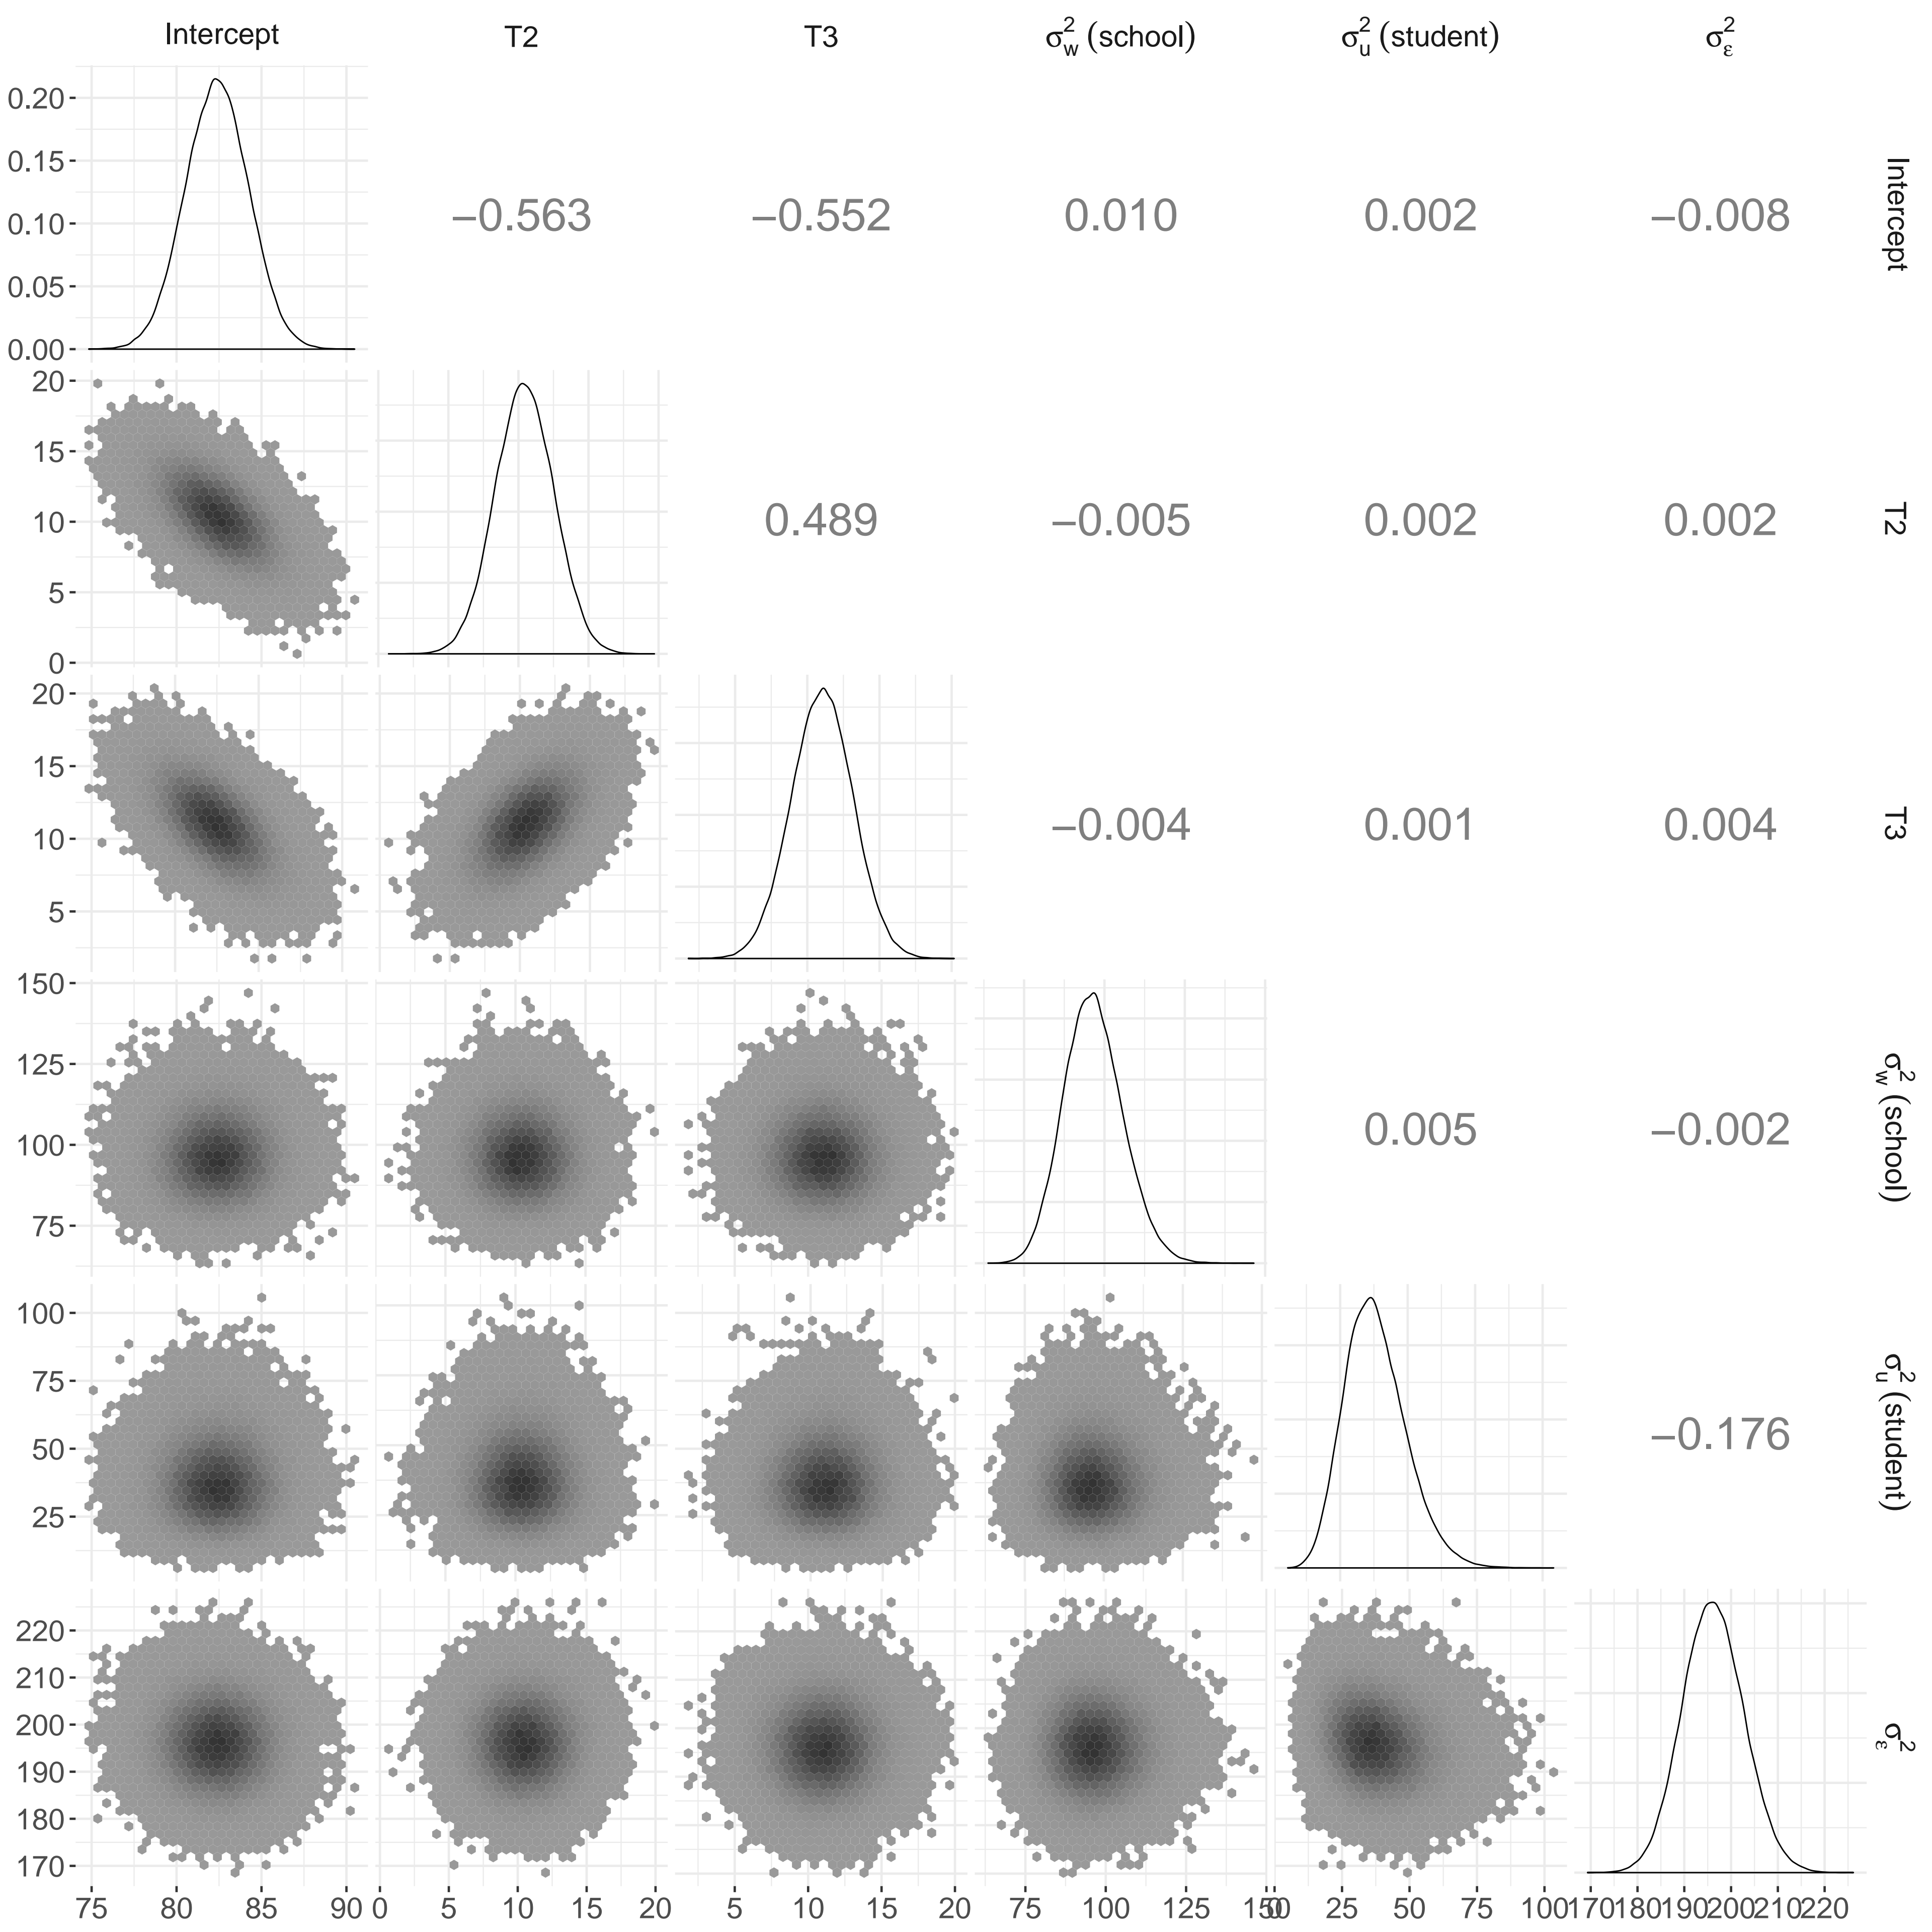 Intercept T2 T3 σ²w (school) σ²u (student) σ²ε
0.20
0.15
0.10
0.05
0.00
−0.563 −0.552 0.010 0.002 −0.008
Intercept
20
15
10
5
0
0.489 −0.005 0.002 0.002
T2
20
15
10
5
−0.004 0.001 0.004
T3
150
125
100
75
0.005 −0.002
σ²w (school)
100
75
50
25
−0.176
σ²u (student)
220
210
200
190
180
170
σ²ε
75 80 85 90 0 5 10 15 20 5 10 15 20 75 100 125 150 0 25 50 75 100 170 180 190 200 210 220